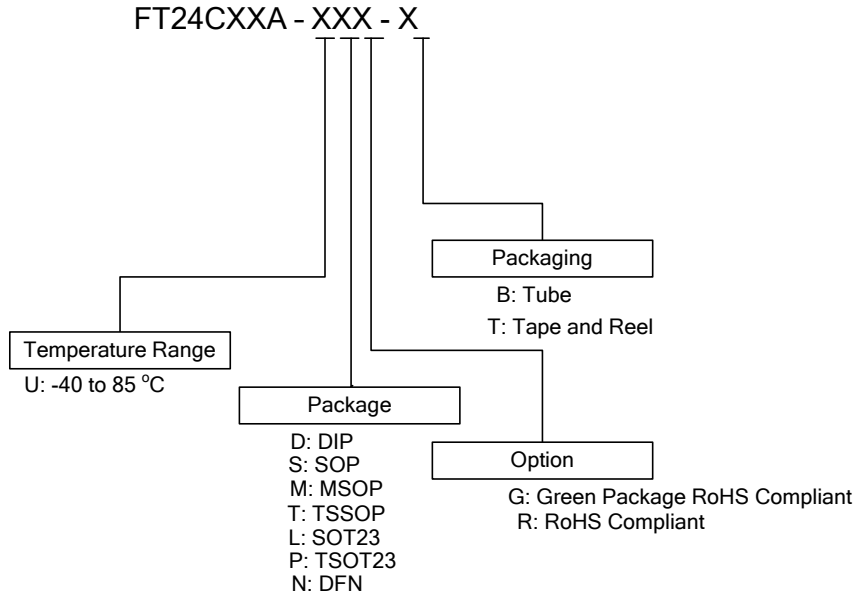 FT24CXXA - XXX - X
Packaging
B: Tube
T: Tape and Reel
Temperature Range
U: -40 to 85 °C
Package
D: DIP
S: SOP
M: MSOP
T: TSSOP
L: SOT23
P: TSOT23
N: DFN
Option
G: Green Package RoHS Compliant
R: RoHS Compliant